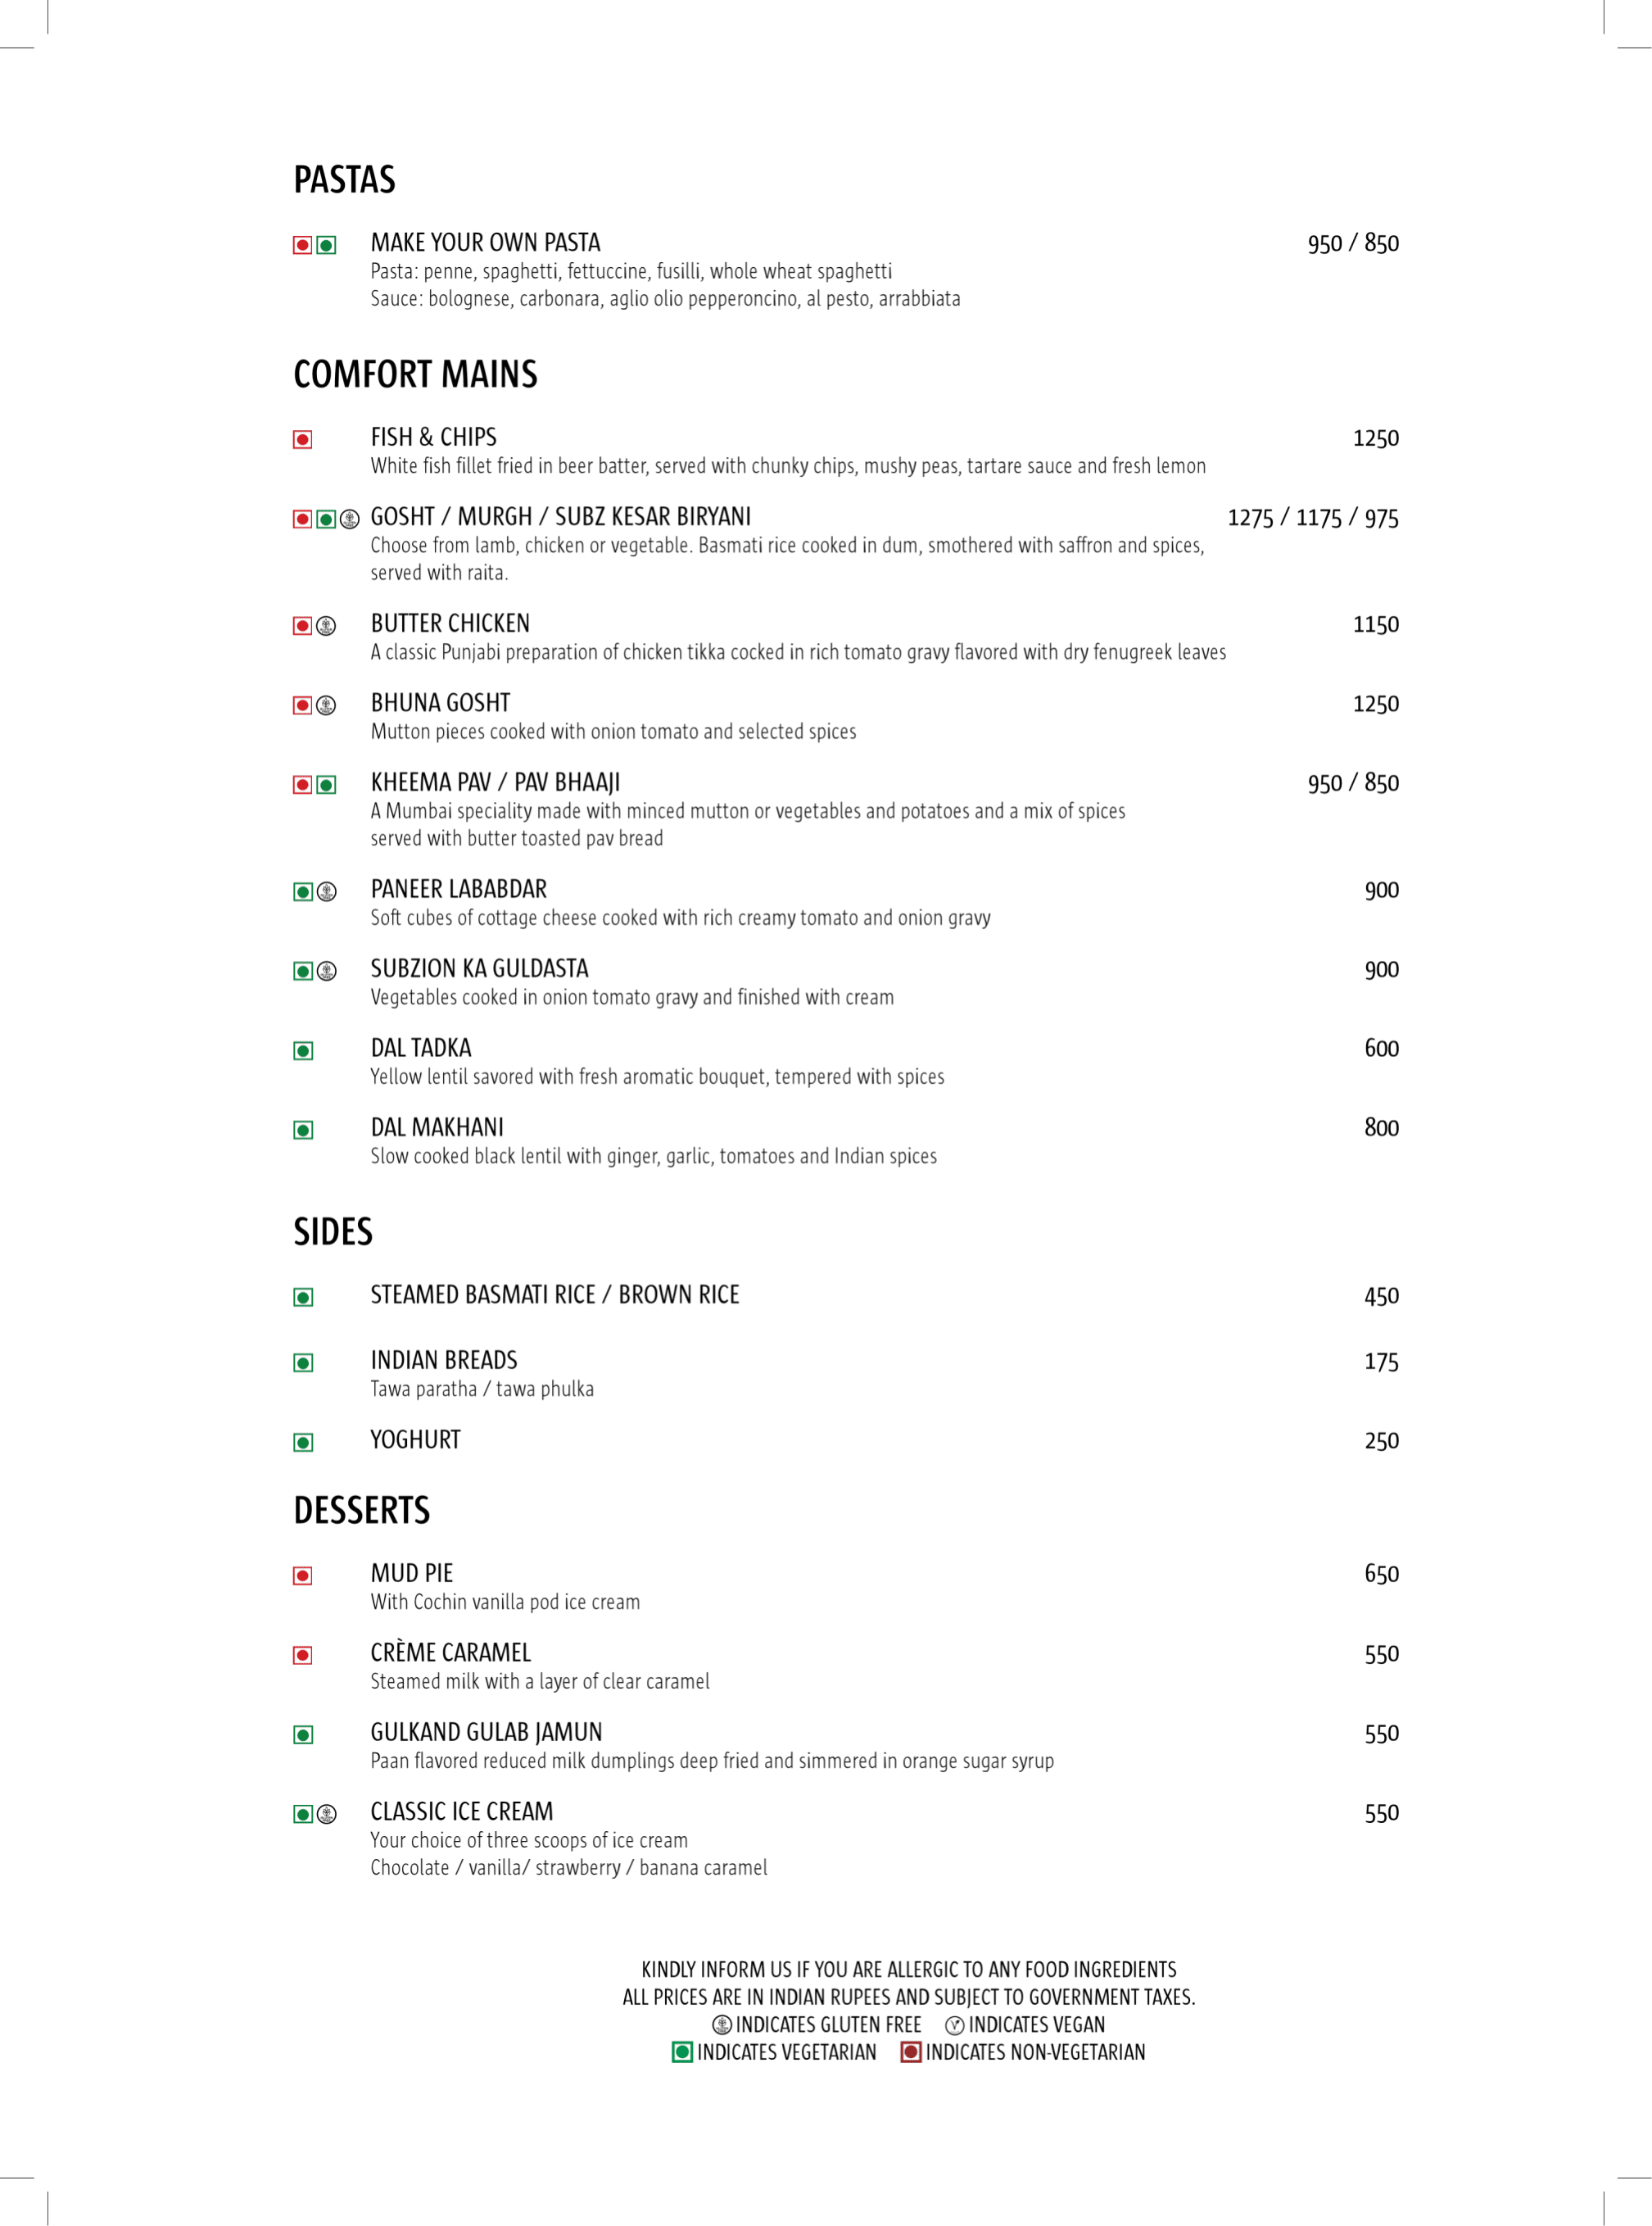 PASTAS
MAKE YOUR OWN PASTA 950 / 850
Pasta: penne, spaghetti, fettuccine, fusilli, whole wheat spaghetti
Sauce: bolognese, carbonara, aglio olio pepperoncino, al pesto, arrabbiata
COMFORT MAINS
FISH & CHIPS 1250
White fish fillet fried in beer batter, served with chunky chips, mushy peas, tartare sauce and fresh lemon
GOSHT / MURGH / SUBZ KESAR BIRYANI 1275 / 1175 / 975
Choose from lamb, chicken or vegetable. Basmati rice cooked in dum, smothered with saffron and spices,
served with raita.
BUTTER CHICKEN 1150
A classic Punjabi preparation of chicken tikka cocked in rich tomato gravy flavored with dry fenugreek leaves
BHUNA GOSHT 1250
Mutton pieces cooked with onion tomato and selected spices
KHEEMA PAV / PAV BHAAJI 950 / 850
A Mumbai speciality made with minced mutton or vegetables and potatoes and a mix of spices
served with butter toasted pav bread
PANEER LABABDAR 900
Soft cubes of cottage cheese cooked with rich creamy tomato and onion gravy
SUBZION KA GULDASTA 900
Vegetables cooked in onion tomato gravy and finished with cream
DAL TADKA 600
Yellow lentil savored with fresh aromatic bouquet, tempered with spices
DAL MAKHANI 800
Slow cooked black lentil with ginger, garlic, tomatoes and Indian spices
SIDES
STEAMED BASMATI RICE / BROWN RICE 450
INDIAN BREADS 175
Tawa paratha / tawa phulka
YOGHURT 250
DESSERTS
MUD PIE 650
With Cochin vanilla pod ice cream
CRÈME CARAMEL 550
Steamed milk with a layer of clear caramel
GULKAND GULAB JAMUN 550
Paan flavored reduced milk dumplings deep fried and simmered in orange sugar syrup
CLASSIC ICE CREAM 550
Your choice of three scoops of ice cream
Chocolate / vanilla/ strawberry / banana caramel
KINDLY INFORM US IF YOU ARE ALLERGIC TO ANY FOOD INGREDIENTS
ALL PRICES ARE IN INDIAN RUPEES AND SUBJECT TO GOVERNMENT TAXES.
INDICATES GLUTEN FREE INDICATES VEGAN
INDICATES VEGETARIAN INDICATES NON-VEGETARIAN